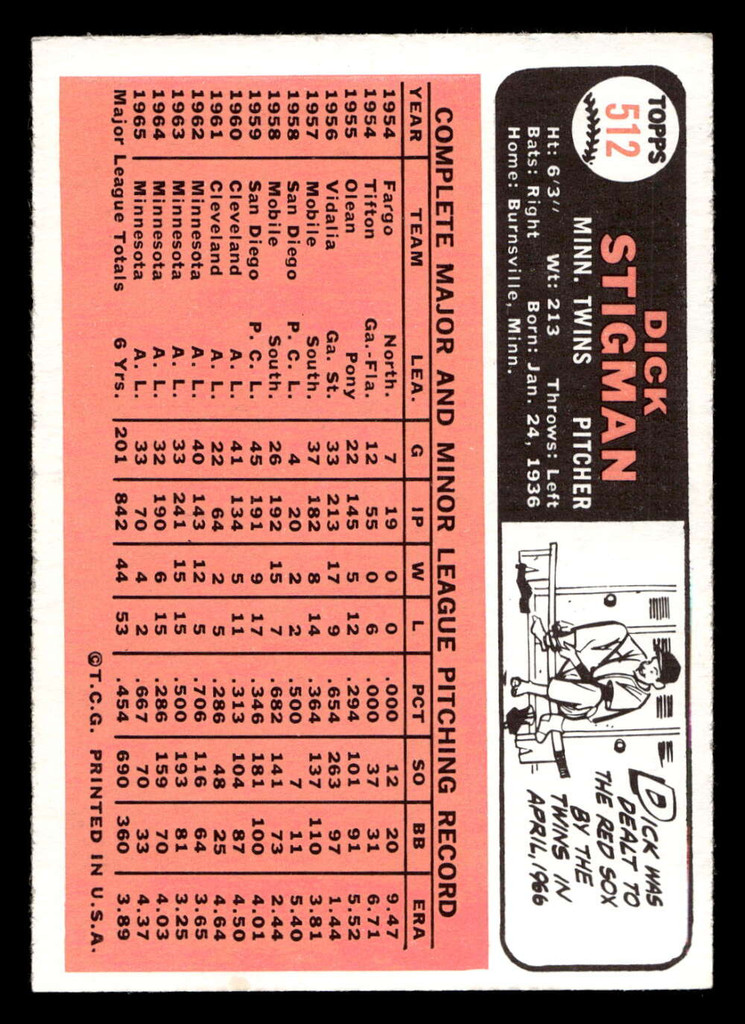 TOPPS
512
DICK
STIGMAN
MINN. TWINS PITCHER
Ht: 6'3" Wt: 213 Throws: Left
Bats: Right Born: Jan. 24, 1936
Home: Burnsville, Minn.
DICK WAS
DEALT TO
THE RED SOX
BY THE
TWINS IN
APRIL, 1966
COMPLETE MAJOR AND MINOR LEAGUE PITCHING RECORD
YEAR TEAM LEA. G IP W L PCT SO BB ERA
1954 Fargo North. 7 19 0 0 .000 12 20 9.47
1954 Tifton Ga.-Fla. 12 55 0 6 .000 37 31 6.71
1955 Olean Pony 22 145 5 12 .294 101 91 5.52
1956 Vidalia Ga. St. 33 213 17 9 .654 263 97 1.44
1957 Mobile South. 37 182 8 14 .364 137 110 3.81
1958 San Diego P. C. L. 4 20 2 2 .500 7 11 5.40
1958 Mobile South. 26 192 15 7 .682 141 73 2.44
1959 San Diego P. C. L. 45 191 9 17 .346 181 100 4.01
1960 Cleveland A. L. 41 134 5 11 .313 104 87 4.50
1961 Cleveland A. L. 22 64 2 5 .286 48 25 4.64
1962 Minnesota A. L. 40 143 12 5 .706 116 64 3.65
1963 Minnesota A. L. 33 241 15 15 .500 193 81 3.25
1964 Minnesota A. L. 32 190 6 15 .286 159 70 4.03
1965 Minnesota A. L. 33 70 4 2 .667 70 33 4.37
Major League Totals 6 Yrs. 201 842 44 53 .454 690 360 3.89
©T.C.G. PRINTED IN U.S.A.